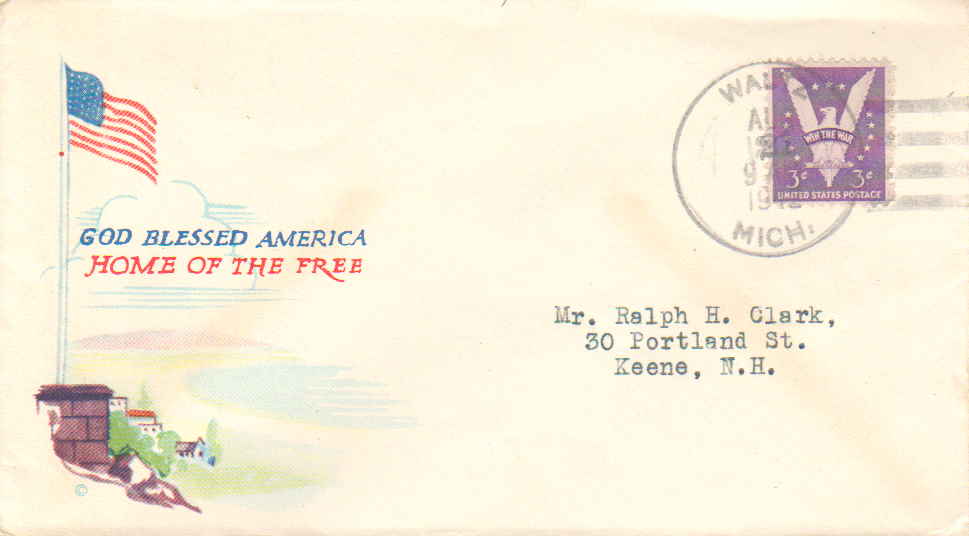 GOD BLESSED AMERICA
HOME OF THE FREE
©
MICH.
WIN THE WAR
3¢ 3¢
UNITED STATES POSTAGE
Mr. Ralph H. Clark,
30 Portland St.
Keene, N.H.